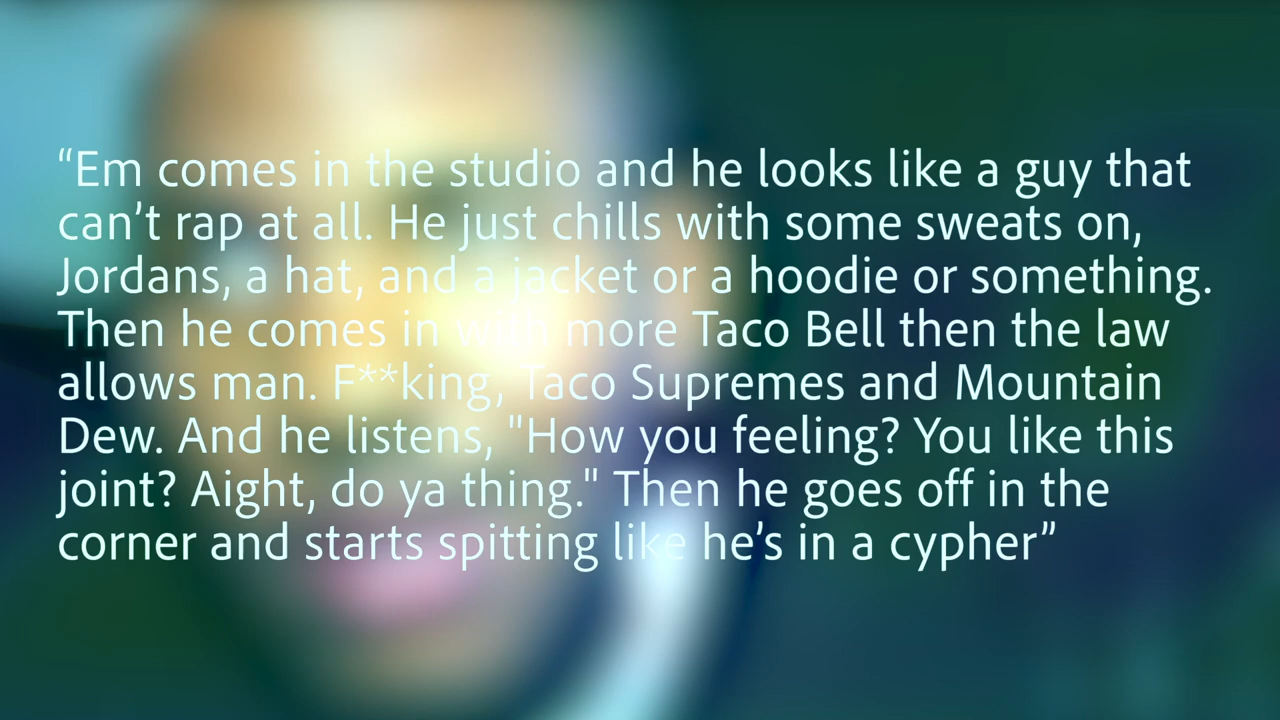 “Em comes in the studio and he looks like a guy that
can’t rap at all. He just chills with some sweats on,
Jordans, a hat, and a jacket or a hoodie or something.
Then he comes in with more Taco Bell then the law
allows man. F**king, Taco Supremes and Mountain
Dew. And he listens, "How you feeling? You like this
joint? Aight, do ya thing." Then he goes off in the
corner and starts spitting like he’s in a cypher”